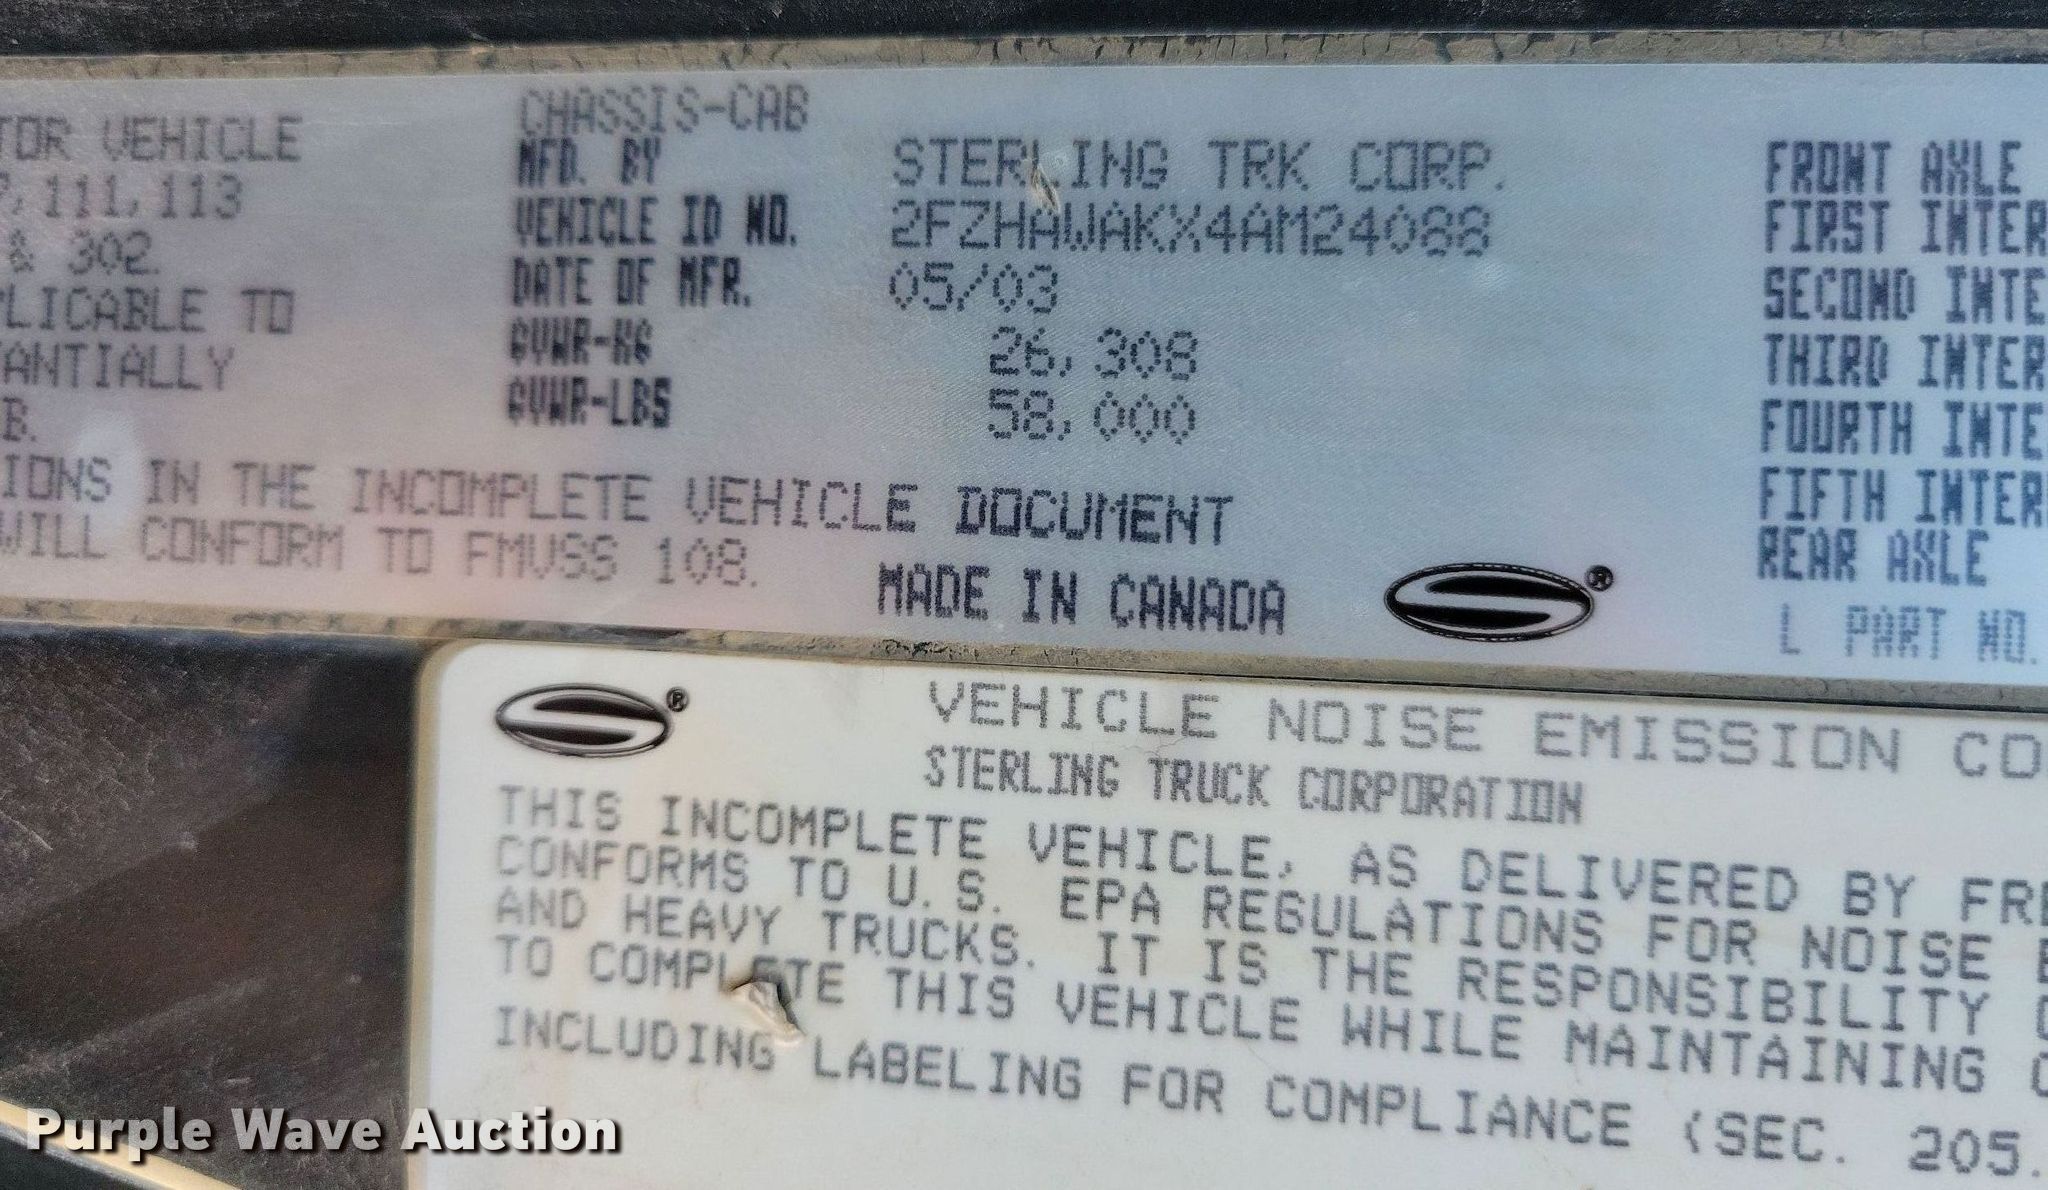 TOR VEHICLE
, 111, 113
& 302.
LICABLE TO
ANTIALLY
B.
IONS IN THE INCOMPLETE VEHICLE DOCUMENT
WILL CONFORM TO FMVSS 108.
CHASSIS-CAB
MFD. BY STERLING TRK CORP.
VEHICLE ID NO. 2FZHAWAKX4AM24088
DATE OF MFR. 05/03
GVWR-KG 26,308
GVWR-LBS 58,000
MADE IN CANADA
®
FRONT AXLE
FIRST INTER
SECOND INTE
THIRD INTER
FOURTH INTE
FIFTH INTER
REAR AXLE
L PART NO.
®
VEHICLE NOISE EMISSION CO
STERLING TRUCK CORPORATION
THIS INCOMPLETE VEHICLE, AS DELIVERED BY FRE
CONFORMS TO U.S. EPA REGULATIONS FOR NOISE E
AND HEAVY TRUCKS. IT IS THE RESPONSIBILITY O
TO COMPLETE THIS VEHICLE WHILE MAINTAINING C
INCLUDING LABELING FOR COMPLIANCE (SEC. 205.
Purple Wave Auction